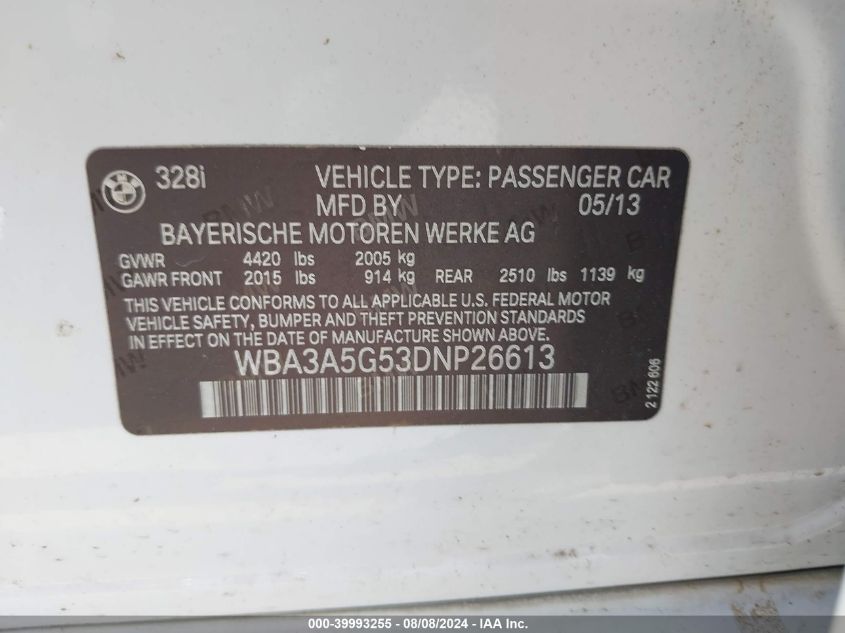 328i VEHICLE TYPE: PASSENGER CAR
MFD BY 05/13
BAYERISCHE MOTOREN WERKE AG
GVWR 4420 lbs 2005 kg
GAWR FRONT 2015 lbs 914 kg REAR 2510 lbs 1139 kg
THIS VEHICLE CONFORMS TO ALL APPLICABLE U.S. FEDERAL MOTOR
VEHICLE SAFETY, BUMPER AND THEFT PREVENTION STANDARDS
IN EFFECT ON THE DATE OF MANUFACTURE SHOWN ABOVE.
WBA3A5G53DNP26613
2 122 606
000-39993255 - 08/08/2024 - IAA Inc.